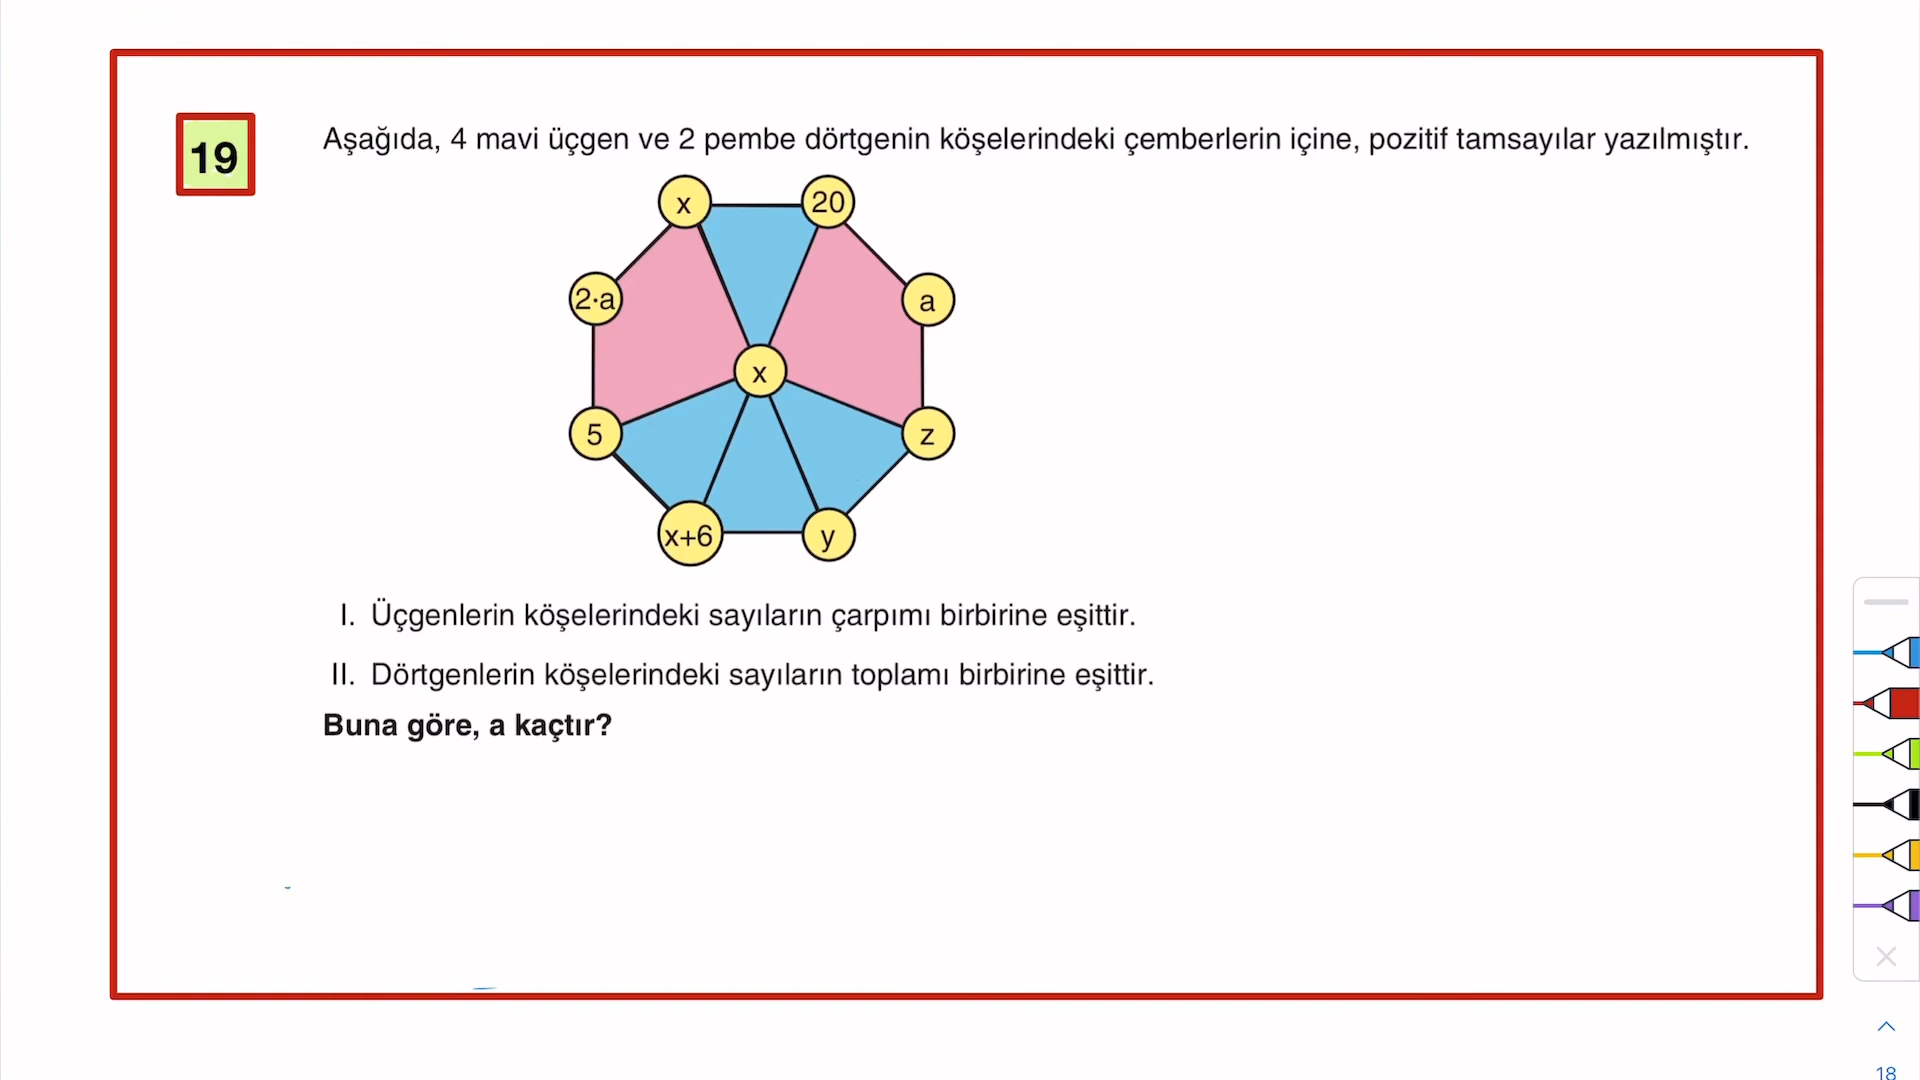 19
Aşağıda, 4 mavi üçgen ve 2 pembe dörtgenin köşelerindeki çemberlerin içine, pozitif tamsayılar yazılmıştır.
x 20
2·a a
x
5 z
x+6 y
I. Üçgenlerin köşelerindeki sayıların çarpımı birbirine eşittir.
II. Dörtgenlerin köşelerindeki sayıların toplamı birbirine eşittir.
Buna göre, a kaçtır?
18